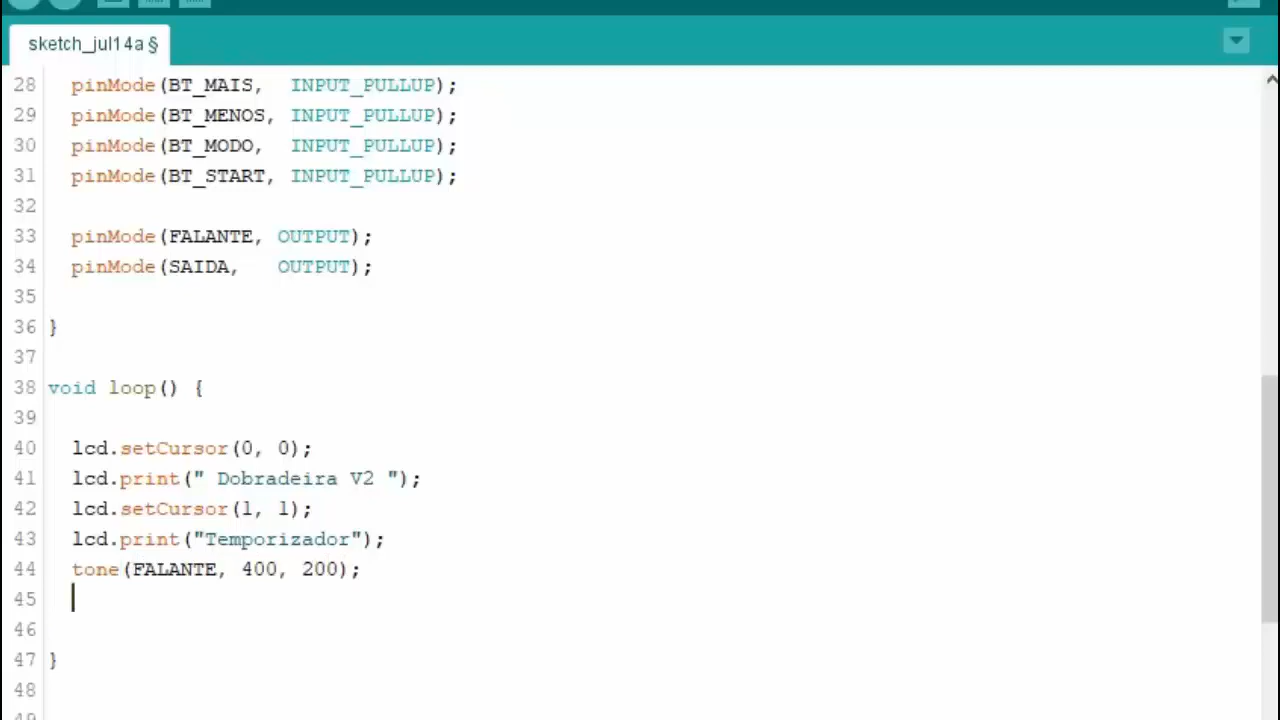 sketch_jul14a §
28 pinMode(BT_MAIS,  INPUT_PULLUP);
29 pinMode(BT_MENOS, INPUT_PULLUP);
30 pinMode(BT_MODO,  INPUT_PULLUP);
31 pinMode(BT_START, INPUT_PULLUP);
32
33 pinMode(FALANTE, OUTPUT);
34 pinMode(SAIDA,   OUTPUT);
35
36 }
37
38 void loop() {
39
40 lcd.setCursor(0, 0);
41 lcd.print(" Dobradeira V2 ");
42 lcd.setCursor(1, 1);
43 lcd.print("Temporizador");
44 tone(FALANTE, 400, 200);
45
46
47 }
48